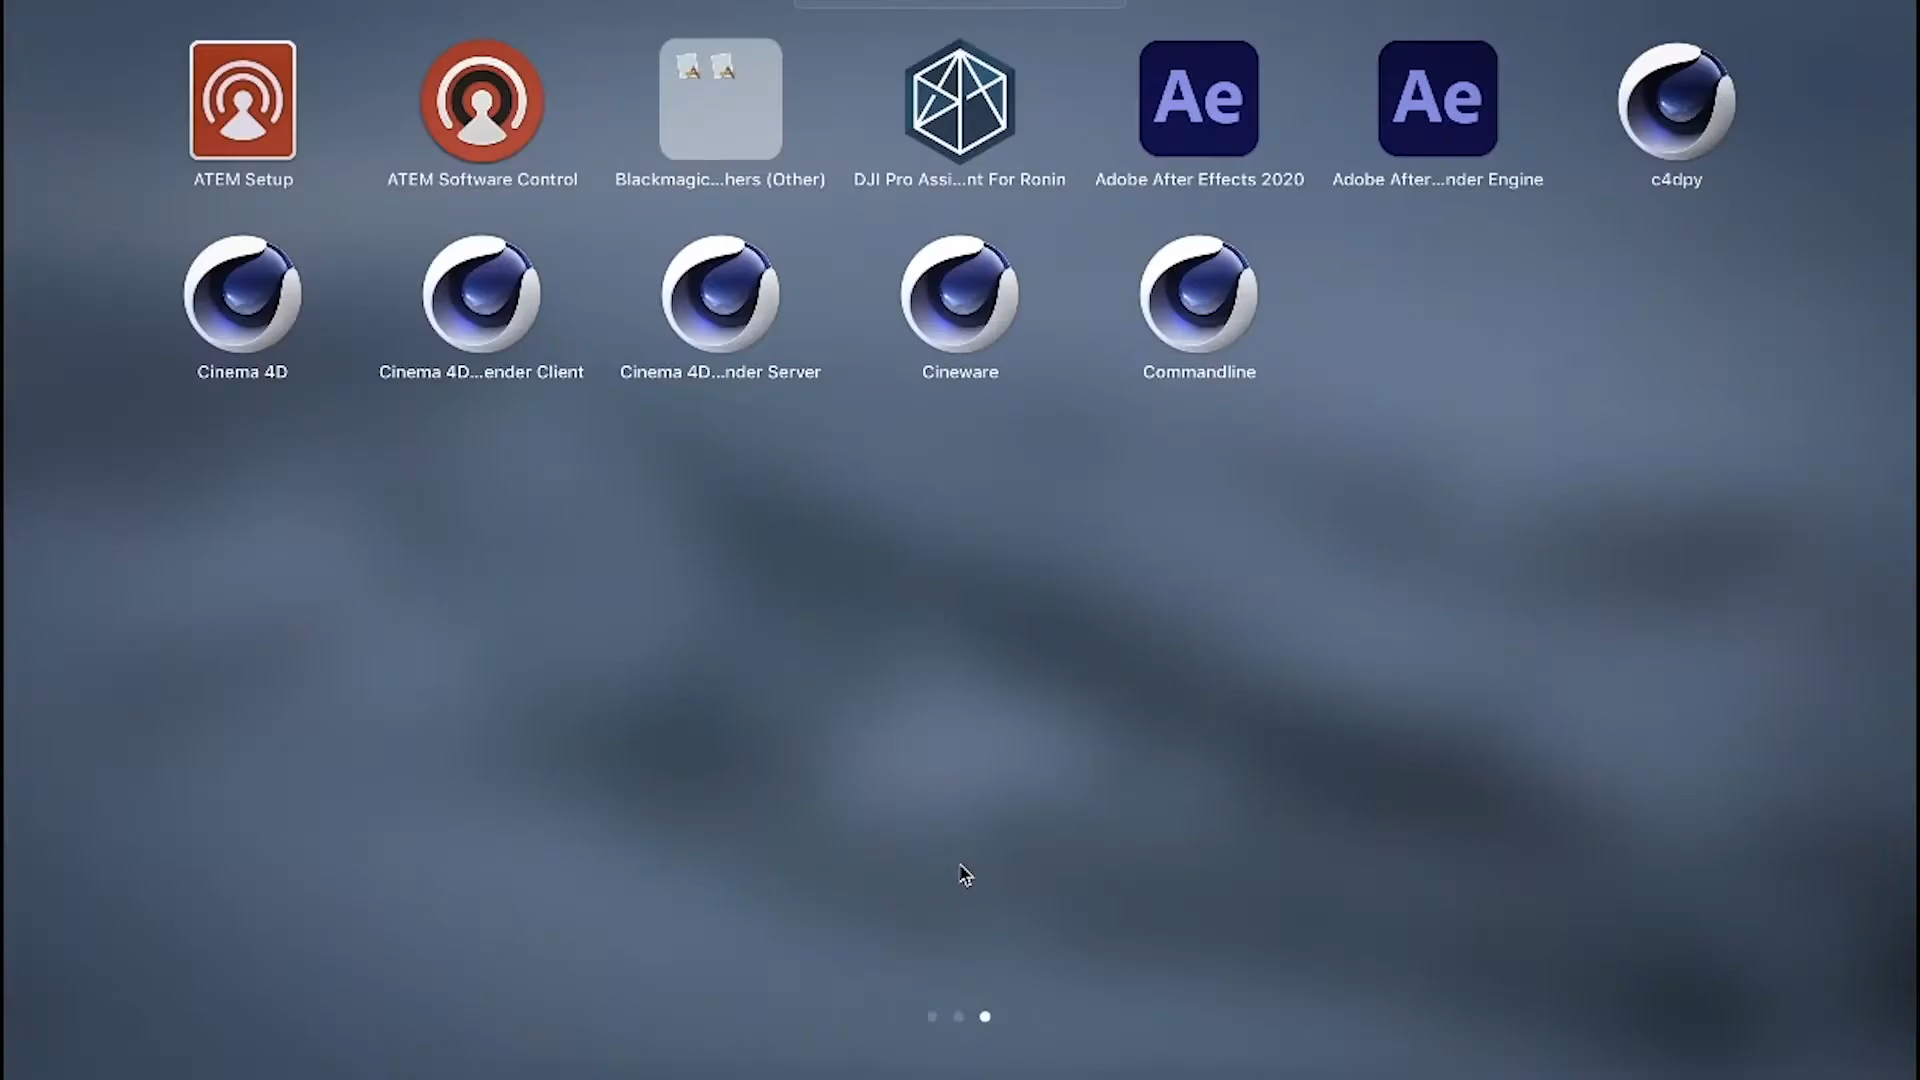 Ae
Ae
ATEM Setup
ATEM Software Control
Blackmagic...hers (Other)
DJI Pro Assi...nt For Ronin
Adobe After Effects 2020
Adobe After...nder Engine
c4dpy
Cinema 4D
Cinema 4D...ender Client
Cinema 4D...nder Server
Cineware
Commandline